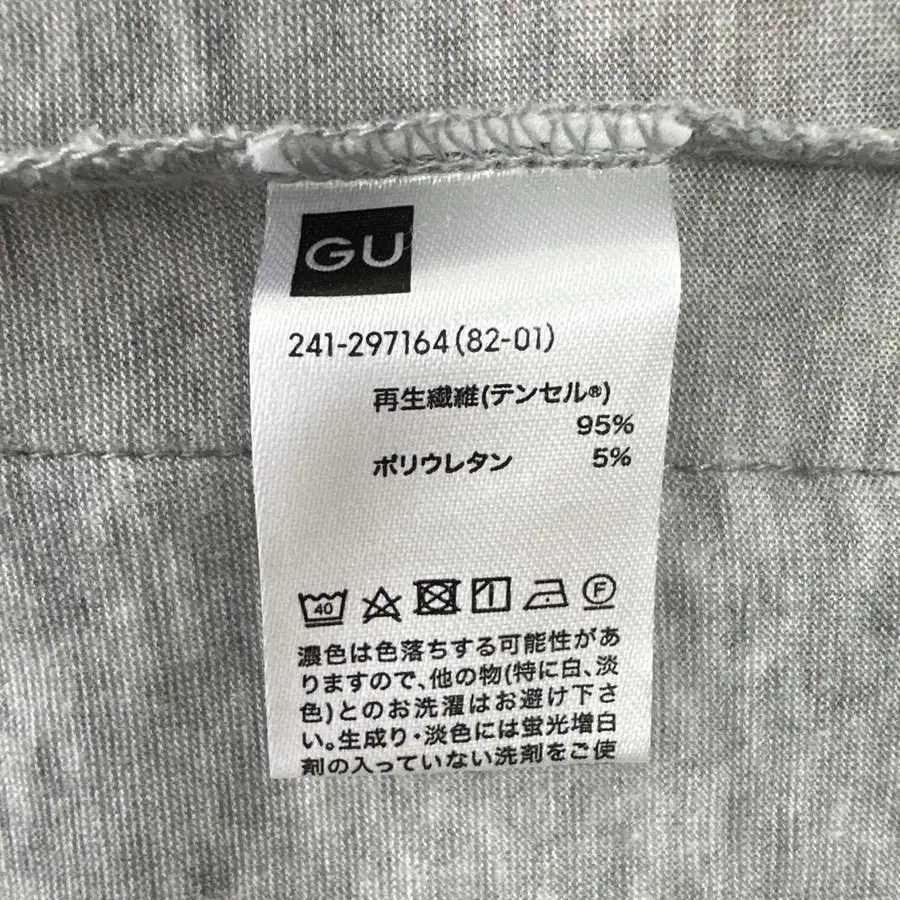 GU
241-297164(82-01)
再生繊維(テンセル®)
95%
ポリウレタン 5%
40 F
濃色は色落ちする可能性があ
りますので、他の物(特に白、淡
色)とのお洗濯はお避け下さ
い。生成り・淡色には蛍光増白
剤の入っていない洗剤をご使